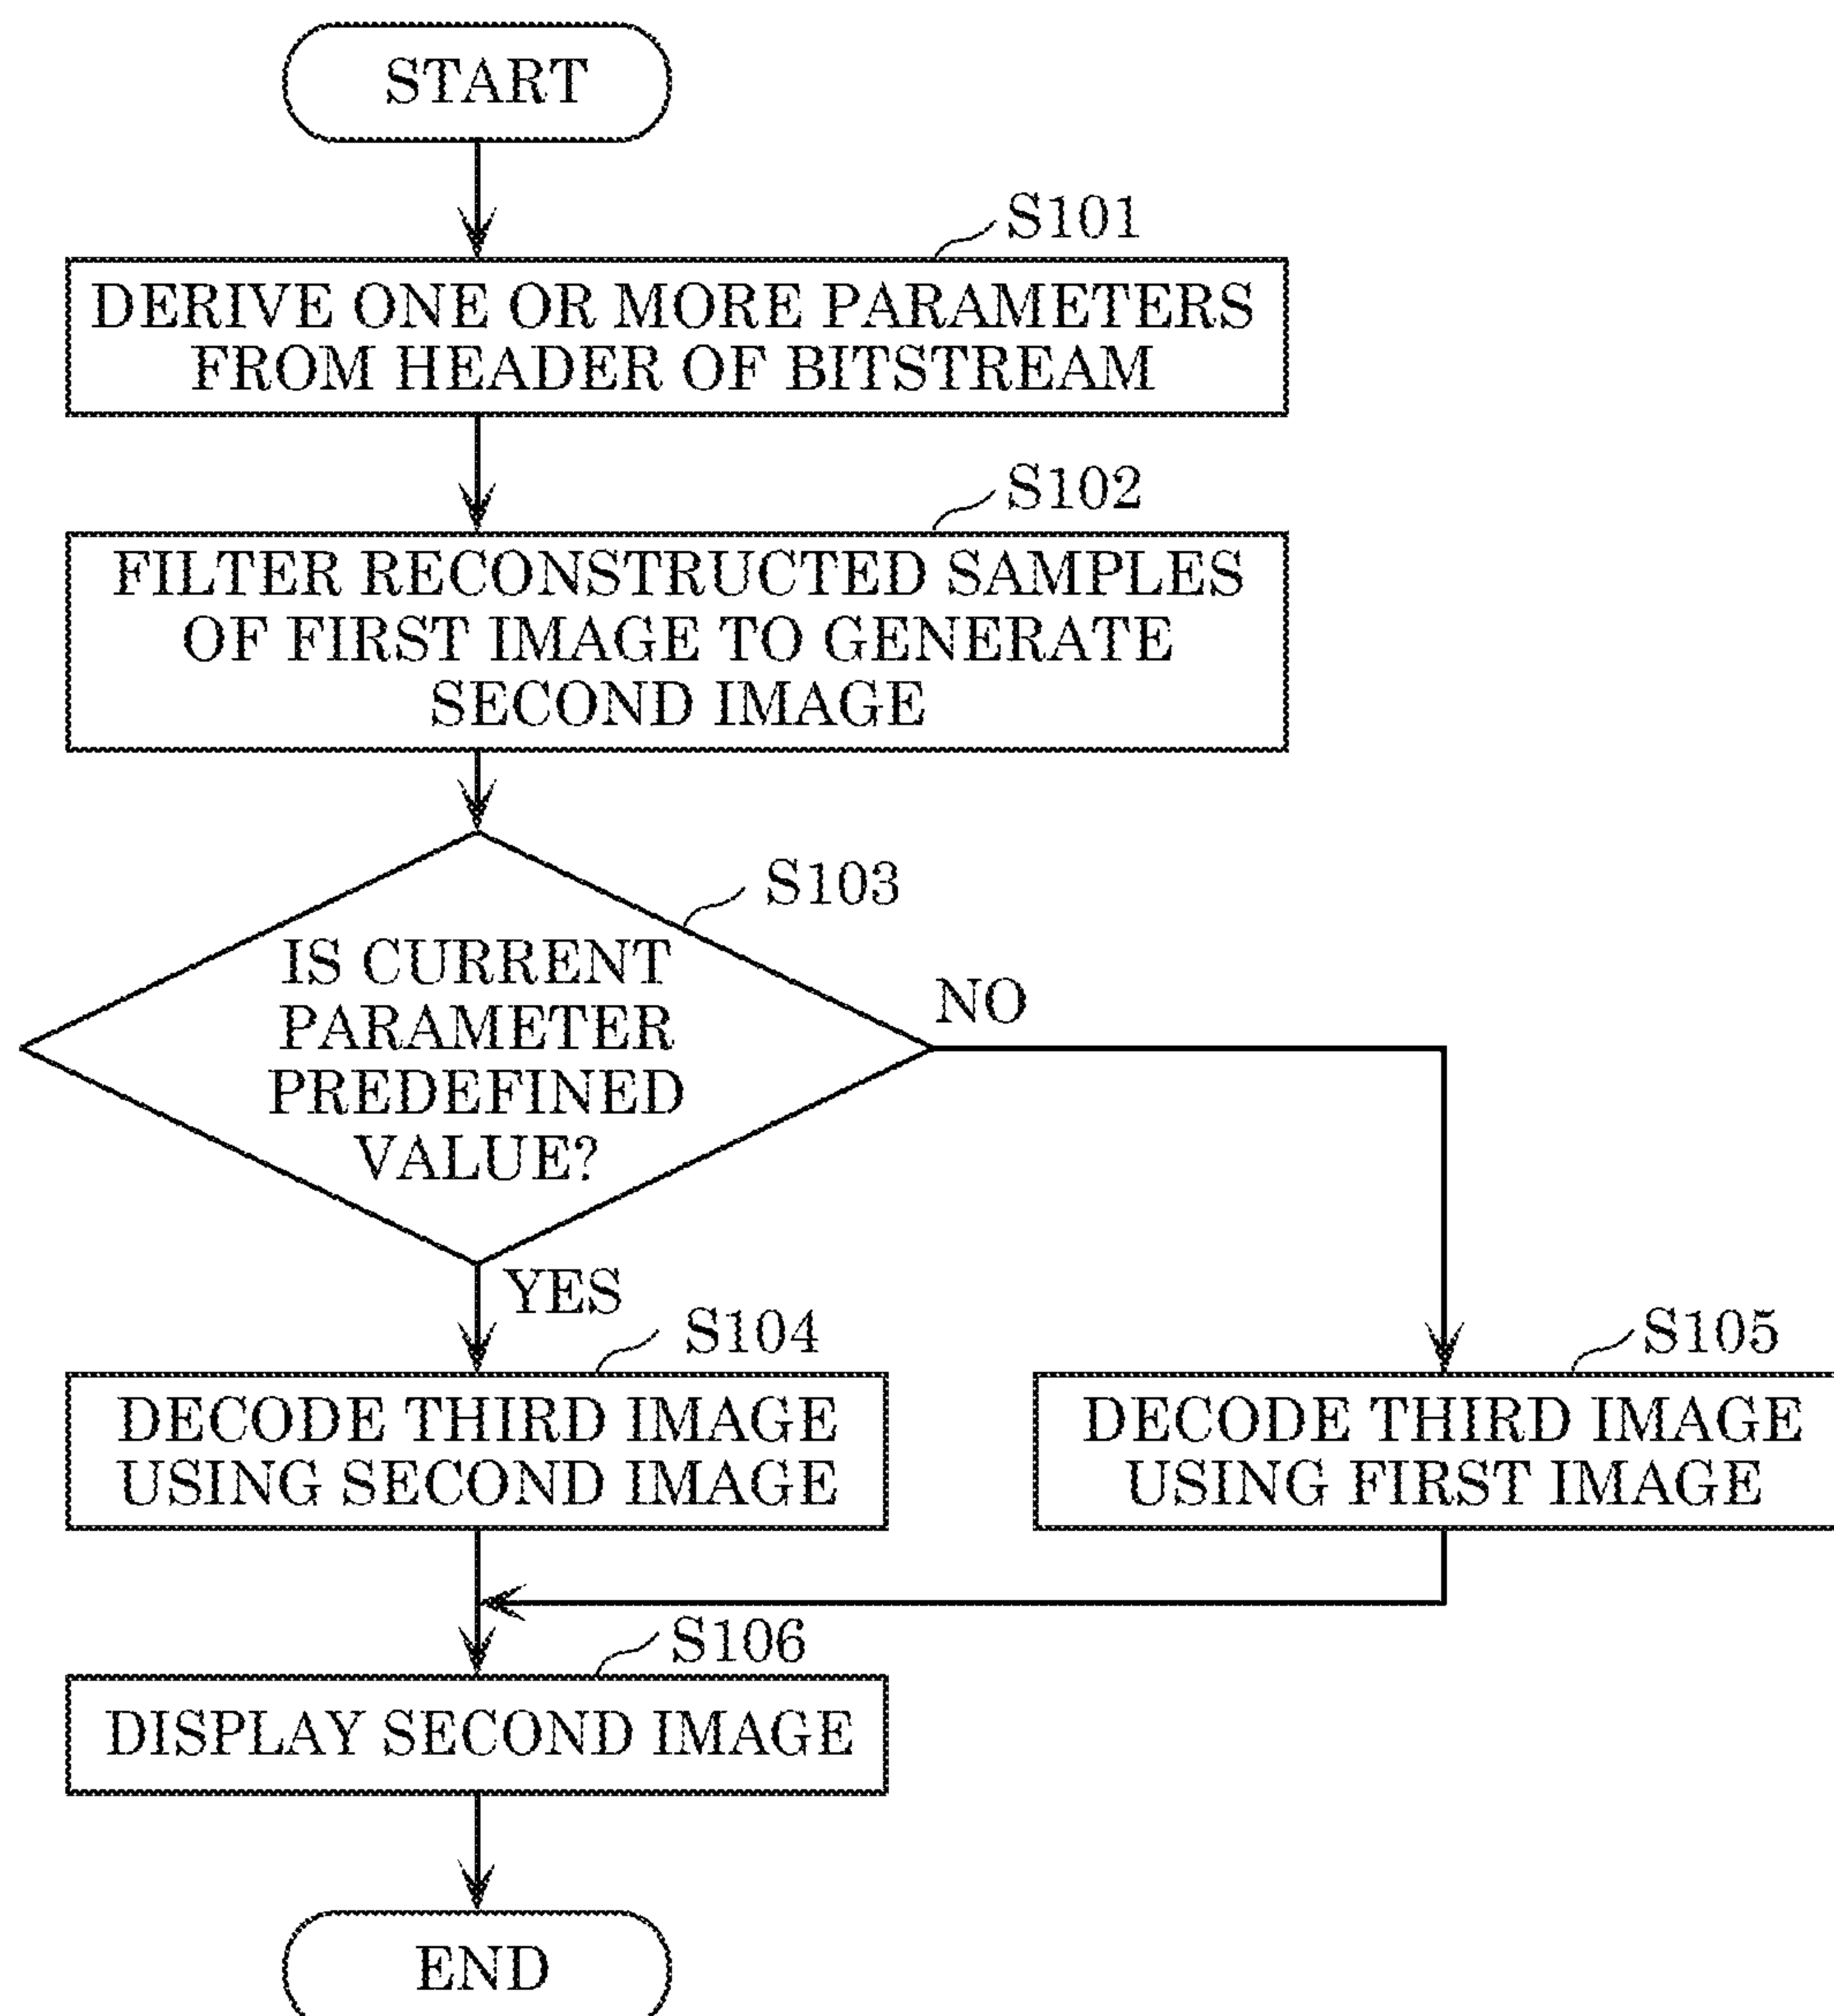 START
S101
DERIVE ONE OR MORE PARAMETERS
FROM HEADER OF BITSTREAM
S102
FILTER RECONSTRUCTED SAMPLES
OF FIRST IMAGE TO GENERATE
SECOND IMAGE
S103
IS CURRENT
PARAMETER
PREDEFINED
VALUE?
NO
YES
S104
DECODE THIRD IMAGE
USING SECOND IMAGE
S105
DECODE THIRD IMAGE
USING FIRST IMAGE
S106
DISPLAY SECOND IMAGE
END